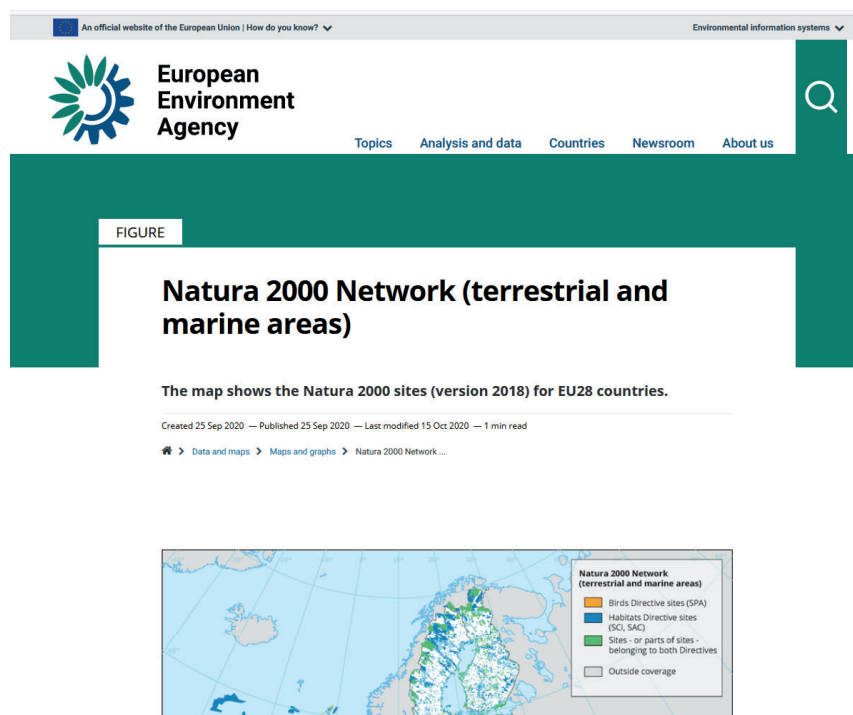 An official website of the European Union | How do you know?
Environmental information systems
European
Environment
Agency
Topics Analysis and data Countries Newsroom About us
FIGURE
Natura 2000 Network (terrestrial and
marine areas)
The map shows the Natura 2000 sites (version 2018) for EU28 countries.
Created 25 Sep 2020 — Published 25 Sep 2020 — Last modified 15 Oct 2020 — 1 min read
Data and maps Maps and graphs Natura 2000 Network ...
Natura 2000 Network
(terrestrial and marine areas)
Birds Directive sites (SPA)
Habitats Directive sites
(SCI, SAC)
Sites - or parts of sites -
belonging to both Directives
Outside coverage